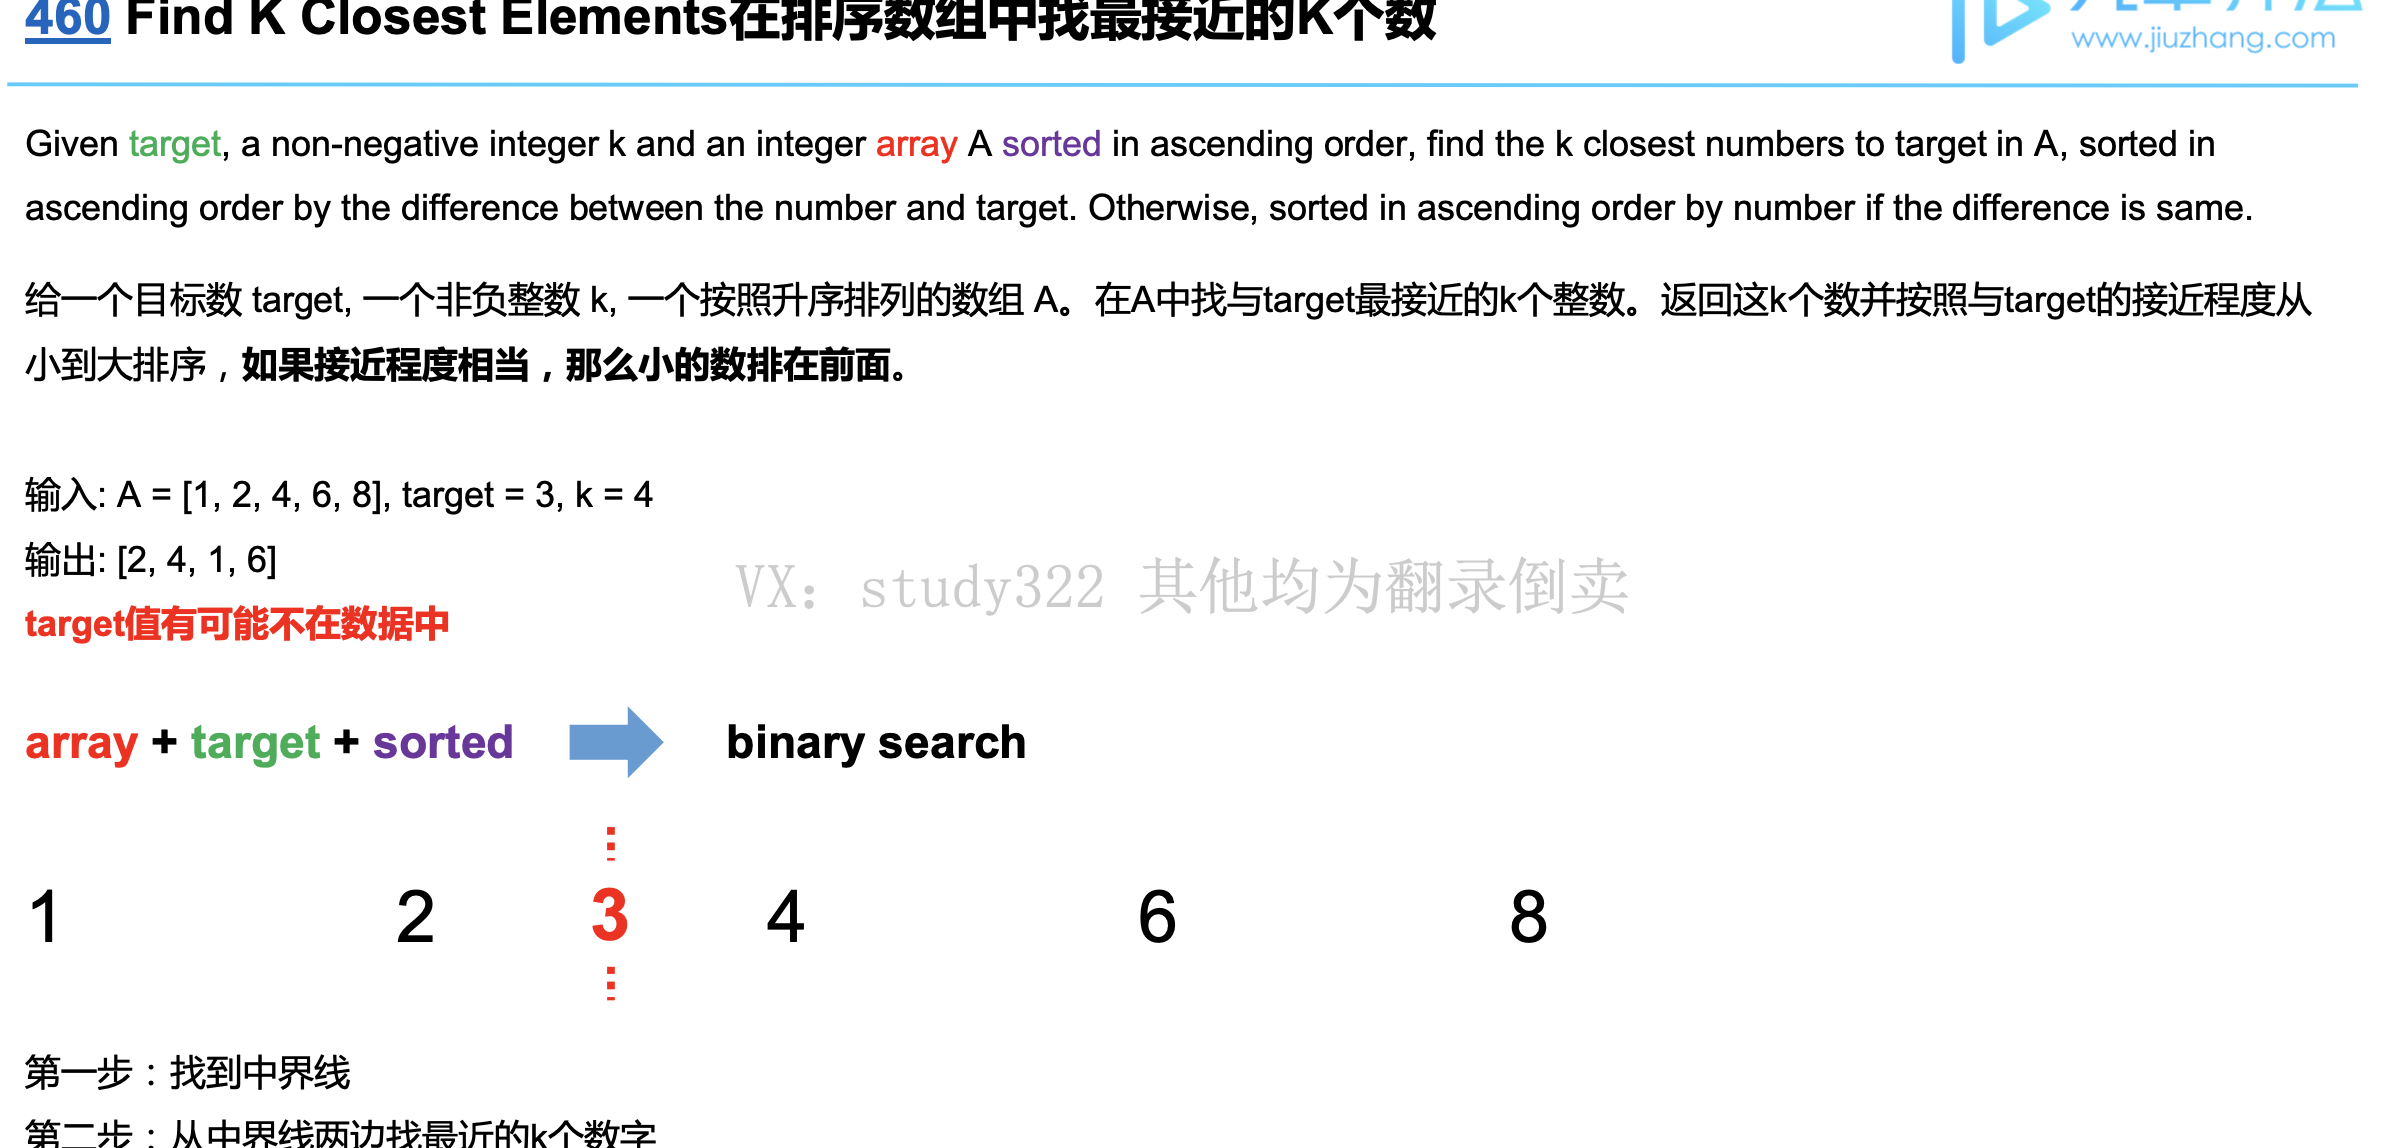 460 Find K Closest Elements在排序数组中找最接近的K个数
www.jiuzhang.com
Given target, a non-negative integer k and an integer array A sorted in ascending order, find the k closest numbers to target in A, sorted in
ascending order by the difference between the number and target. Otherwise, sorted in ascending order by number if the difference is same.
给一个目标数 target, 一个非负整数 k, 一个按照升序排列的数组 A。在A中找与target最接近的k个整数。返回这k个数并按照与target的接近程度从
小到大排序，如果接近程度相当，那么小的数排在前面。
输入: A = [1, 2, 4, 6, 8], target = 3, k = 4
输出: [2, 4, 1, 6]
VX: study322 其他均为翻录倒卖
target值有可能不在数据中
array + target + sorted binary search
1 2 3 4 6 8
第一步：找到中界线
第二步：从中界线两边找最近的k个数字